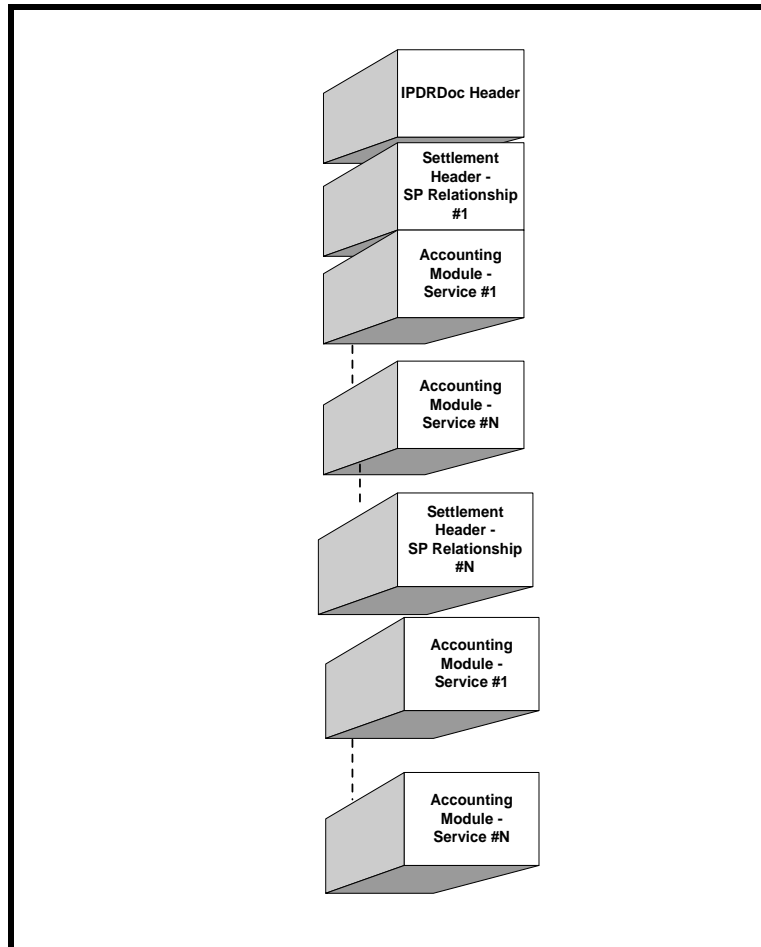 IPDRDoc Header
Settlement
Header -
SP Relationship
#1
Accounting
Module -
Service #1
Accounting
Module -
Service #N
Settlement
Header -
SP Relationship
#N
Accounting
Module -
Service #1
Accounting
Module -
Service #N